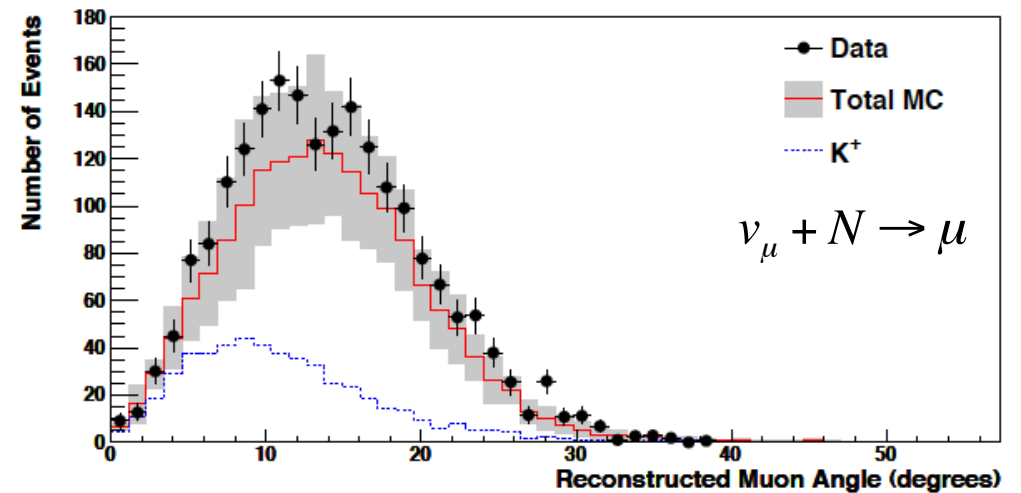 Number of Events
180
160
140
120
100
80
60
40
20
0
0 10 20 30 40 50
Reconstructed Muon Angle (degrees)
Data
Total MC
K⁺
νμ + N → μ